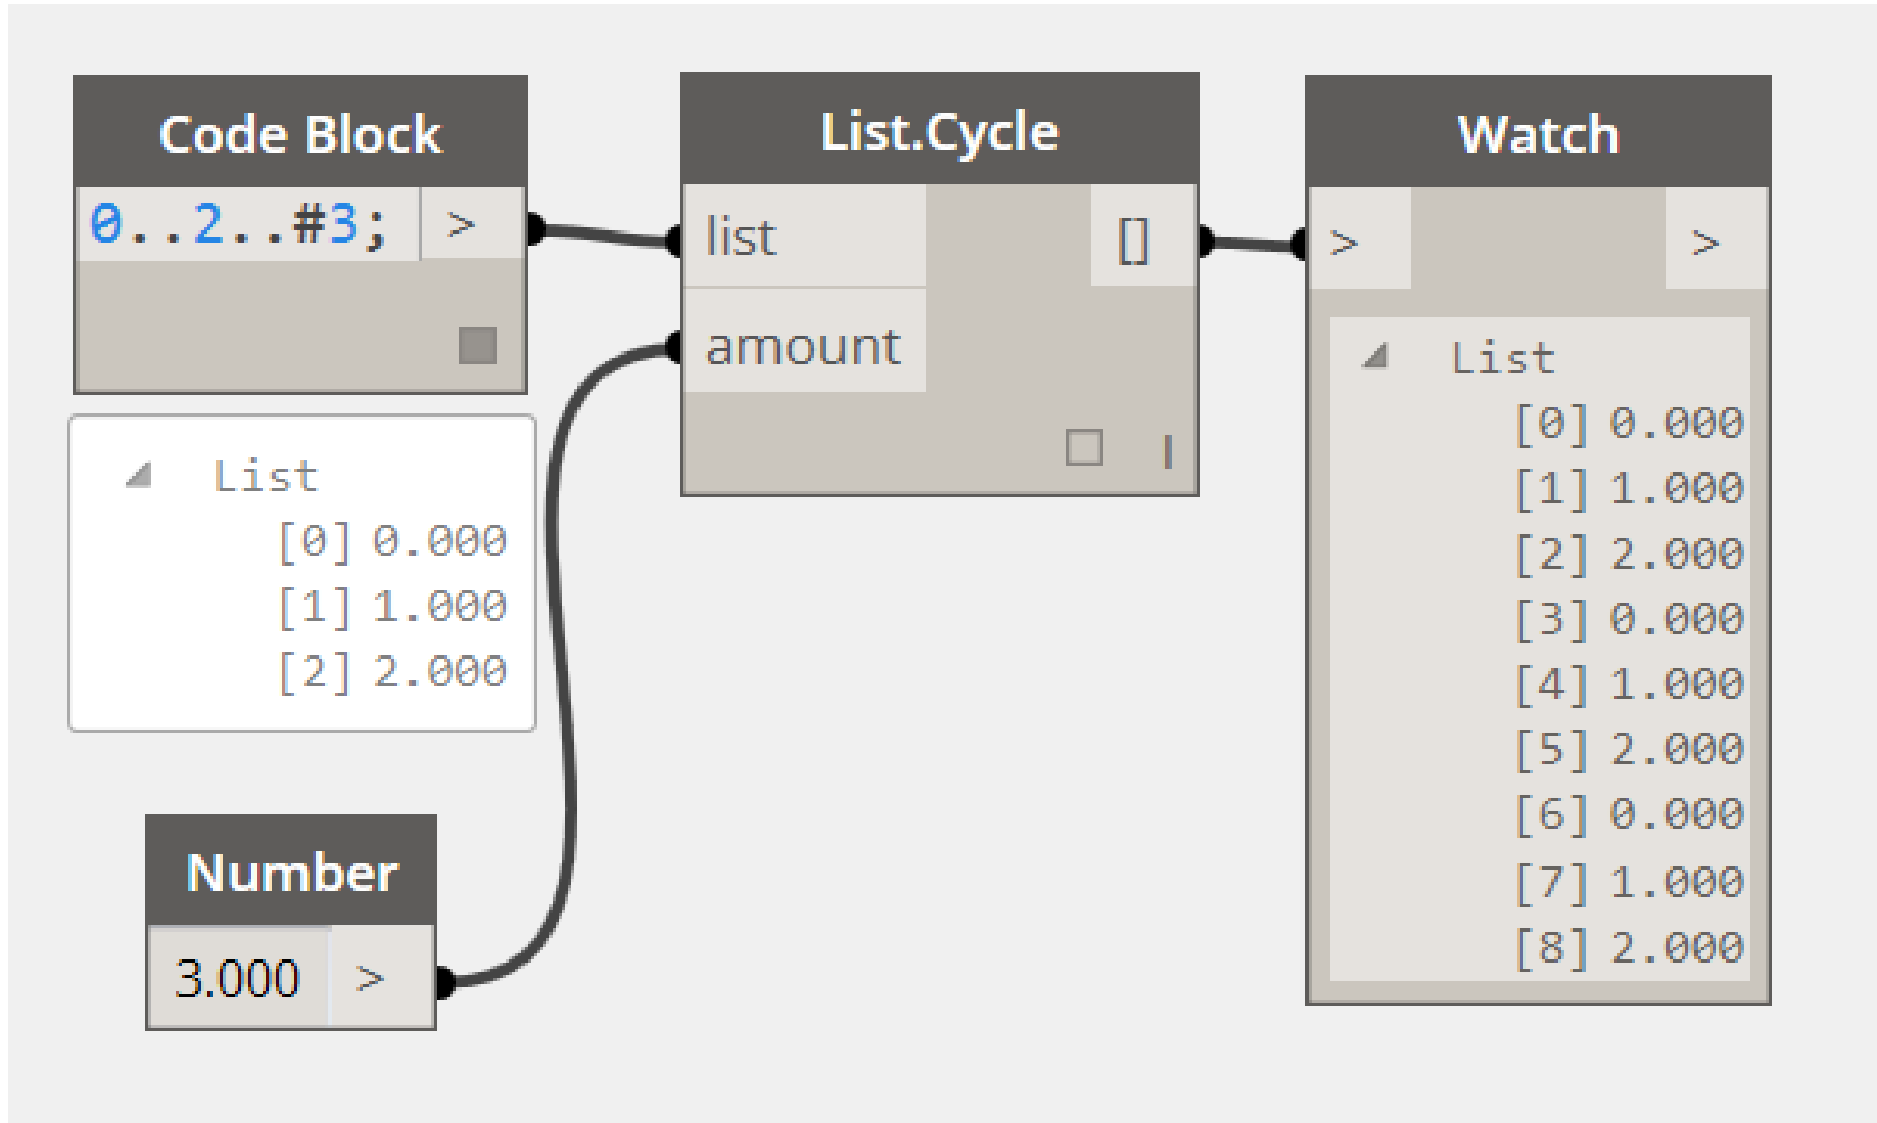 Code Block
0..2..#3; >
List
[0] 0.000
[1] 1.000
[2] 2.000
Number
3.000 >
List.Cycle
list []
amount
l
Watch
> >
List
[0] 0.000
[1] 1.000
[2] 2.000
[3] 0.000
[4] 1.000
[5] 2.000
[6] 0.000
[7] 1.000
[8] 2.000